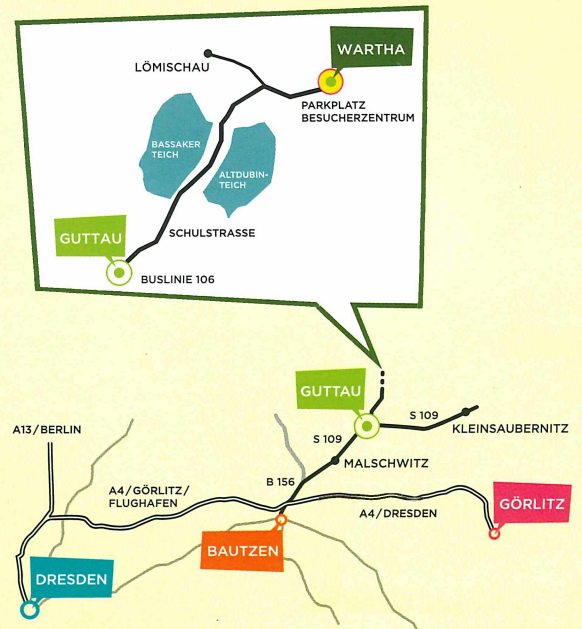 WARTHA
LÖMISCHAU
PARKPLATZ
BESUCHERZENTRUM
BASSAKER
TEICH
ALTDUBIN-
TEICH
SCHULSTRASSE
GUTTAU
BUSLINIE 106
GUTTAU
S 109
KLEINSAUBERNITZ
A13/BERLIN
S 109
MALSCHWITZ
B 156
A4/GÖRLITZ/
FLUGHAFEN
GÖRLITZ
A4/DRESDEN
BAUTZEN
DRESDEN